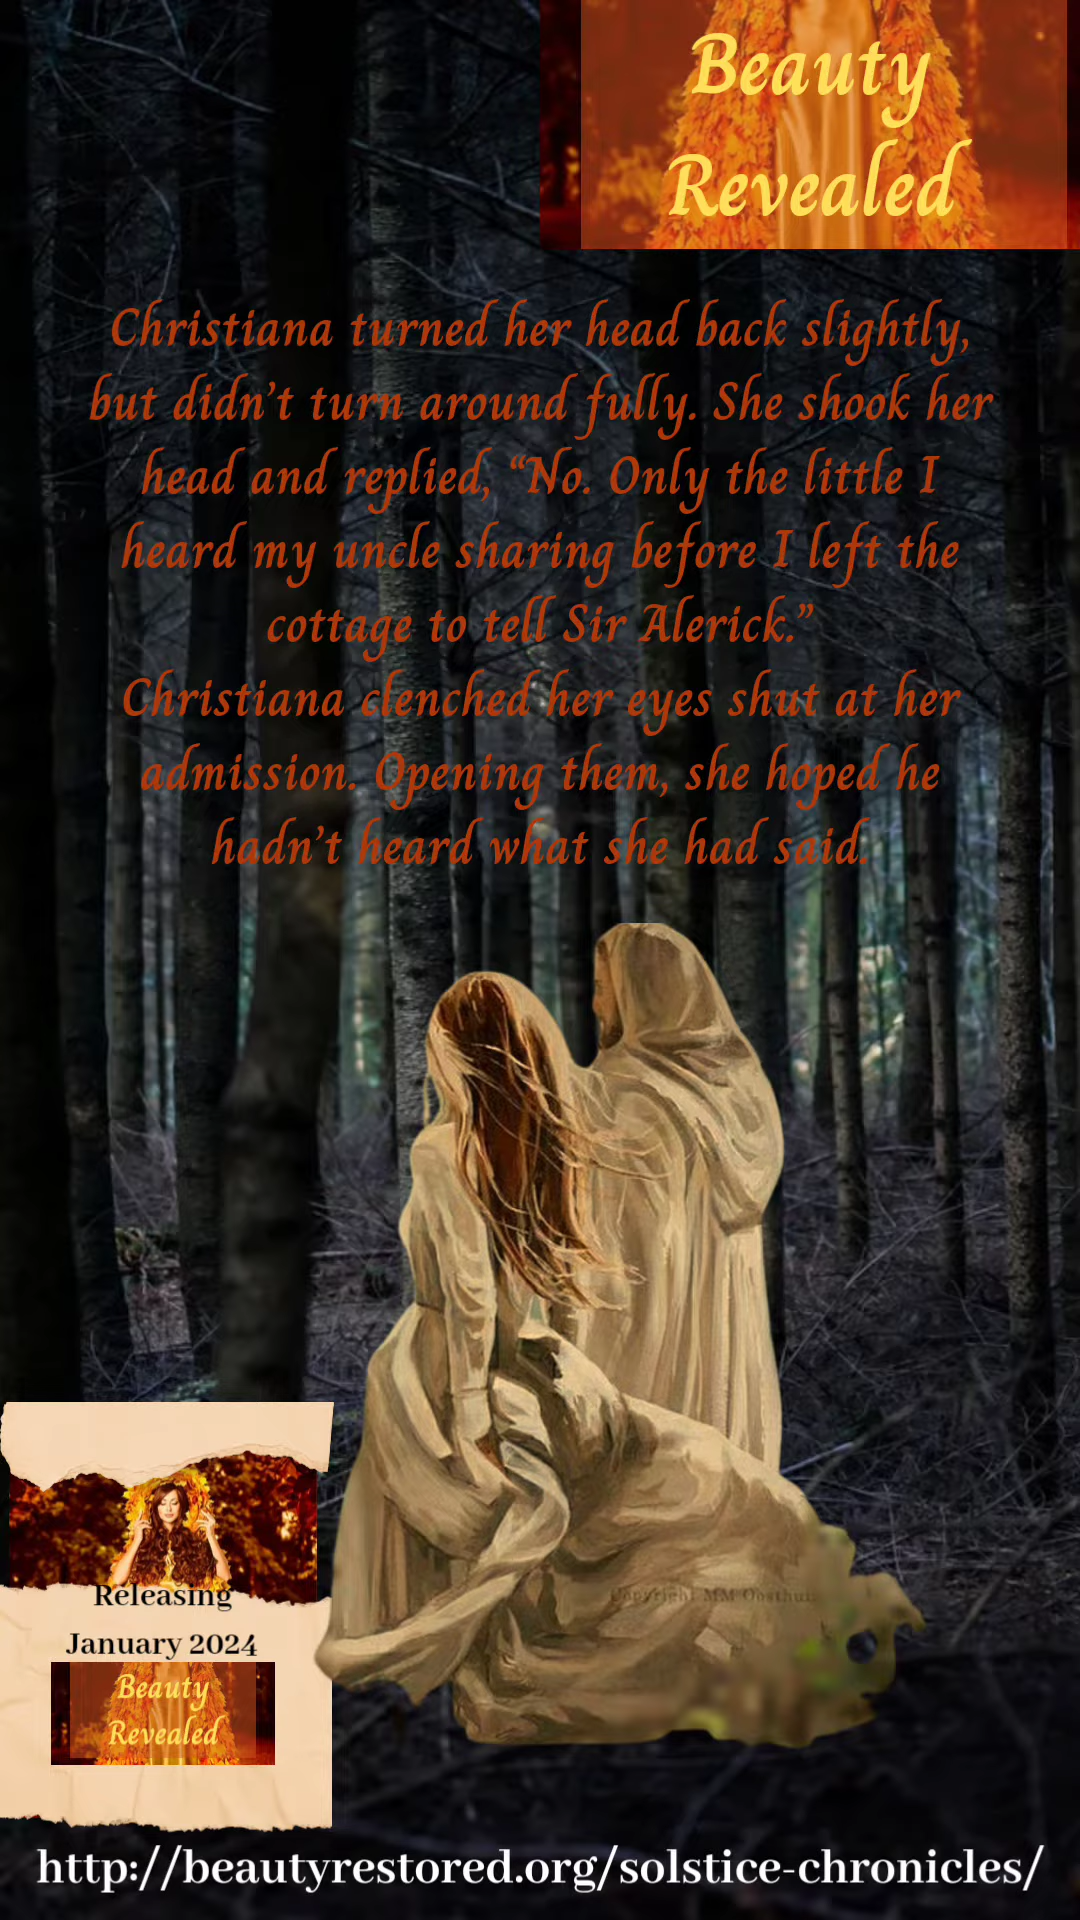 Beauty
Revealed
Christiana turned her head back slightly,
but didn't turn around fully. She shook her
head and replied, “No. Only the little I
heard my uncle sharing before I left the
cottage to tell Sir Alerick.”
Christiana clenched her eyes shut at her
admission. Opening them, she hoped he
hadn't heard what she had said.
Copyright MM
Releasing
January 2024
Beauty
Revealed
http://beautyrestored.org/solstice-chronicles/